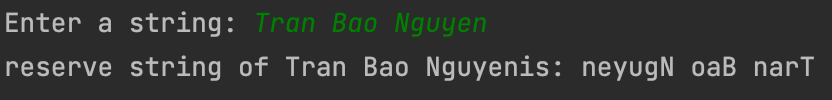 Enter a string: Tran Bao Nguyen
reserve string of Tran Bao Nguyenis: neyugN oaB narT